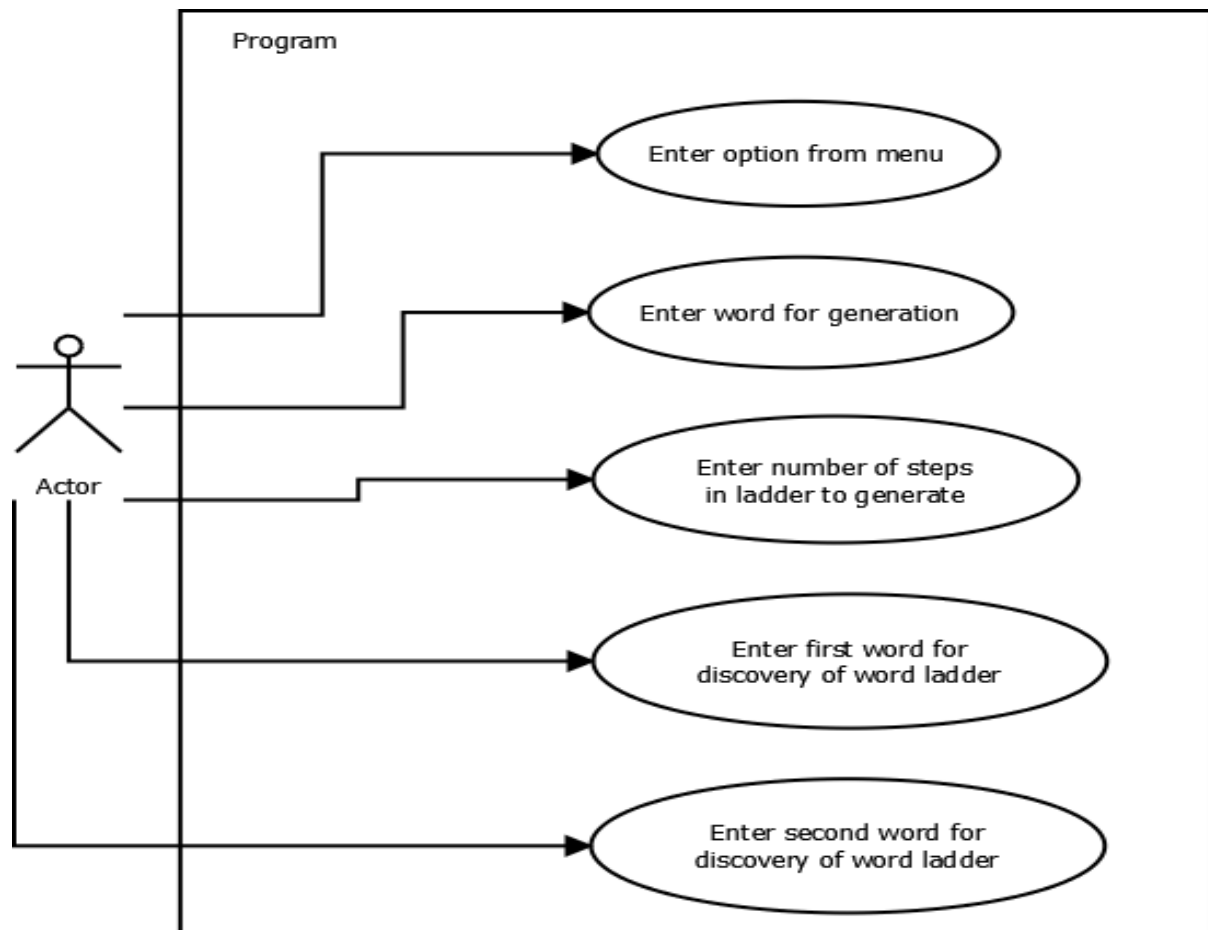 Program
Enter option from menu
Enter word for generation
Actor
Enter number of steps
in ladder to generate
Enter first word for
discovery of word ladder
Enter second word for
discovery of word ladder